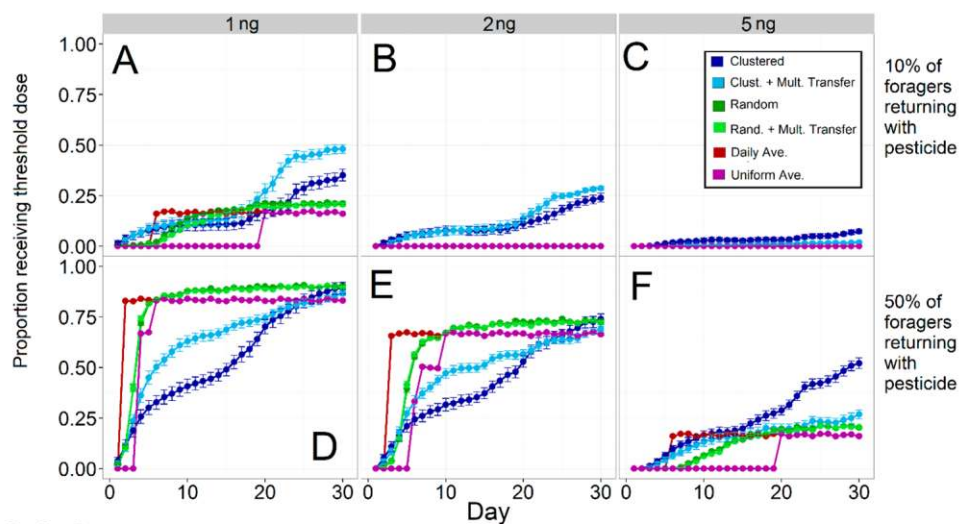 1 ng 2 ng 5 ng
A B C
1.00
0.75
0.50
0.25
0.00
Clustered
Clust. + Mult. Transfer
Random
Rand. + Mult. Transfer
Daily Ave.
Uniform Ave.
10% of
foragers
returning
with
pesticide
Proportion receiving threshold dose
D E F
1.00
0.75
0.50
0.25
0.00
50% of
foragers
returning
with
pesticide
0 10 20 30 0 10 20 30 0 10 20 30
Day